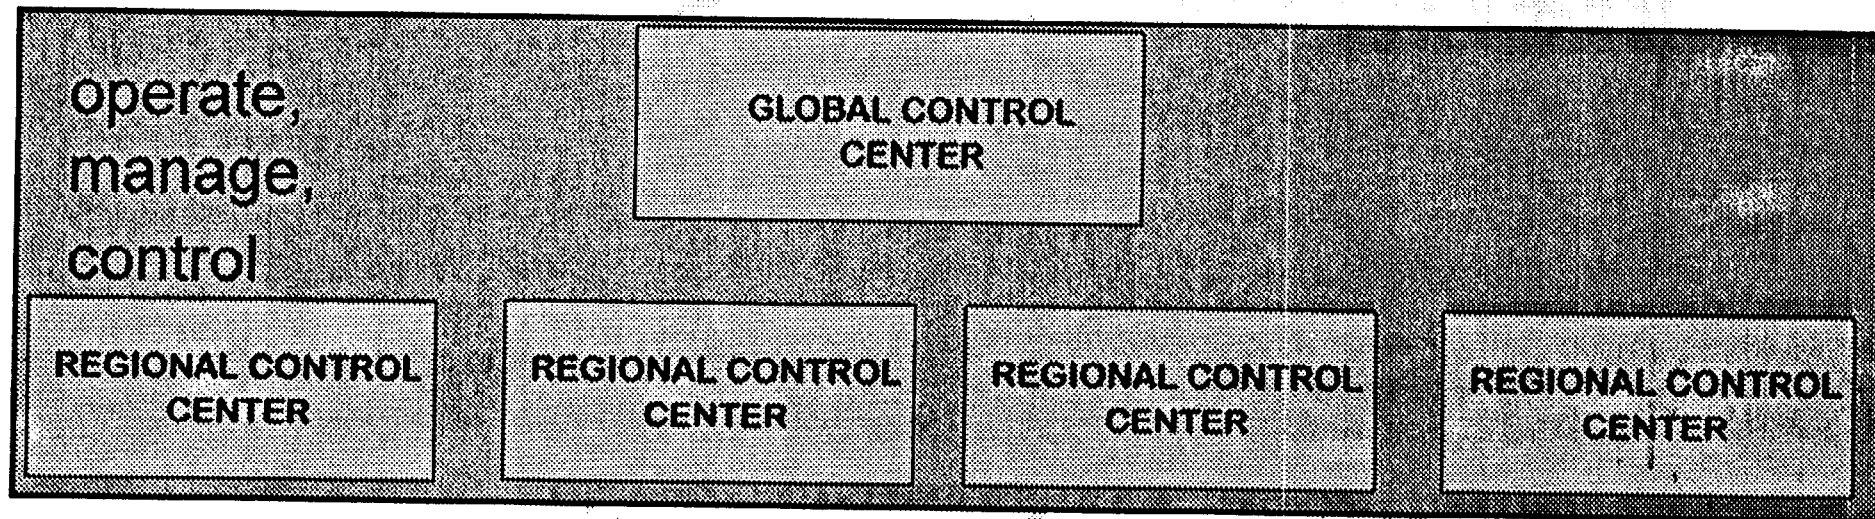 operate,
manage,
control
GLOBAL CONTROL
CENTER
REGIONAL CONTROL
CENTER
REGIONAL CONTROL
CENTER
REGIONAL CONTROL
CENTER
REGIONAL CONTROL
CENTER